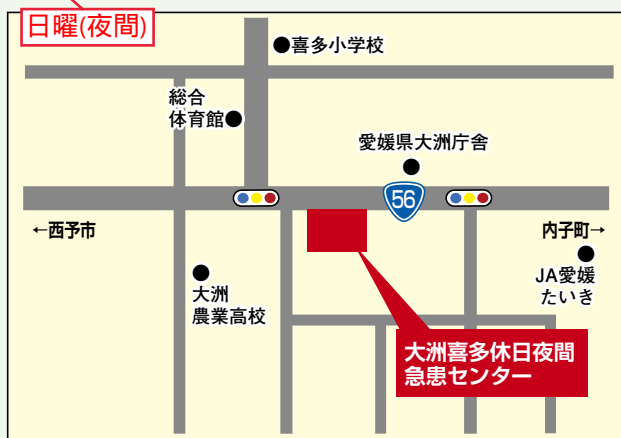 日曜(夜間)
喜多小学校
総合
体育館
愛媛県大洲庁舎
56
←西予市
内子町→
JA愛媛
たいき
大洲
農業高校
大洲喜多休日夜間
急患センター